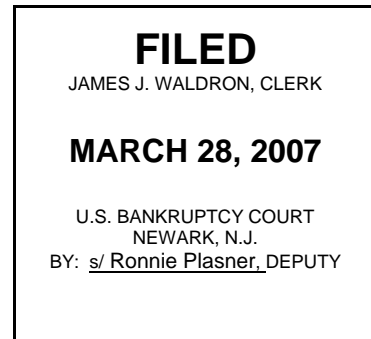 FILED
JAMES J. WALDRON, CLERK
MARCH 28, 2007
U.S. BANKRUPTCY COURT
NEWARK, N.J.
BY: s/ Ronnie Plasner, DEPUTY